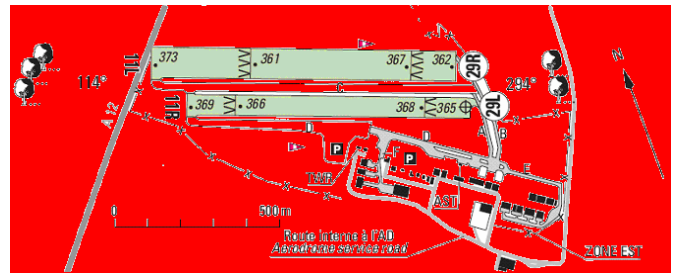 373
361
367
362
29R
11L
114°
294°
N
C
369
366
368
365
29L
11R
A 12
D
D
A
B
P
F
P
E
TWR
AST
0
500 m
Route interne à l'AD
Aerodrome service road
ZONE EST